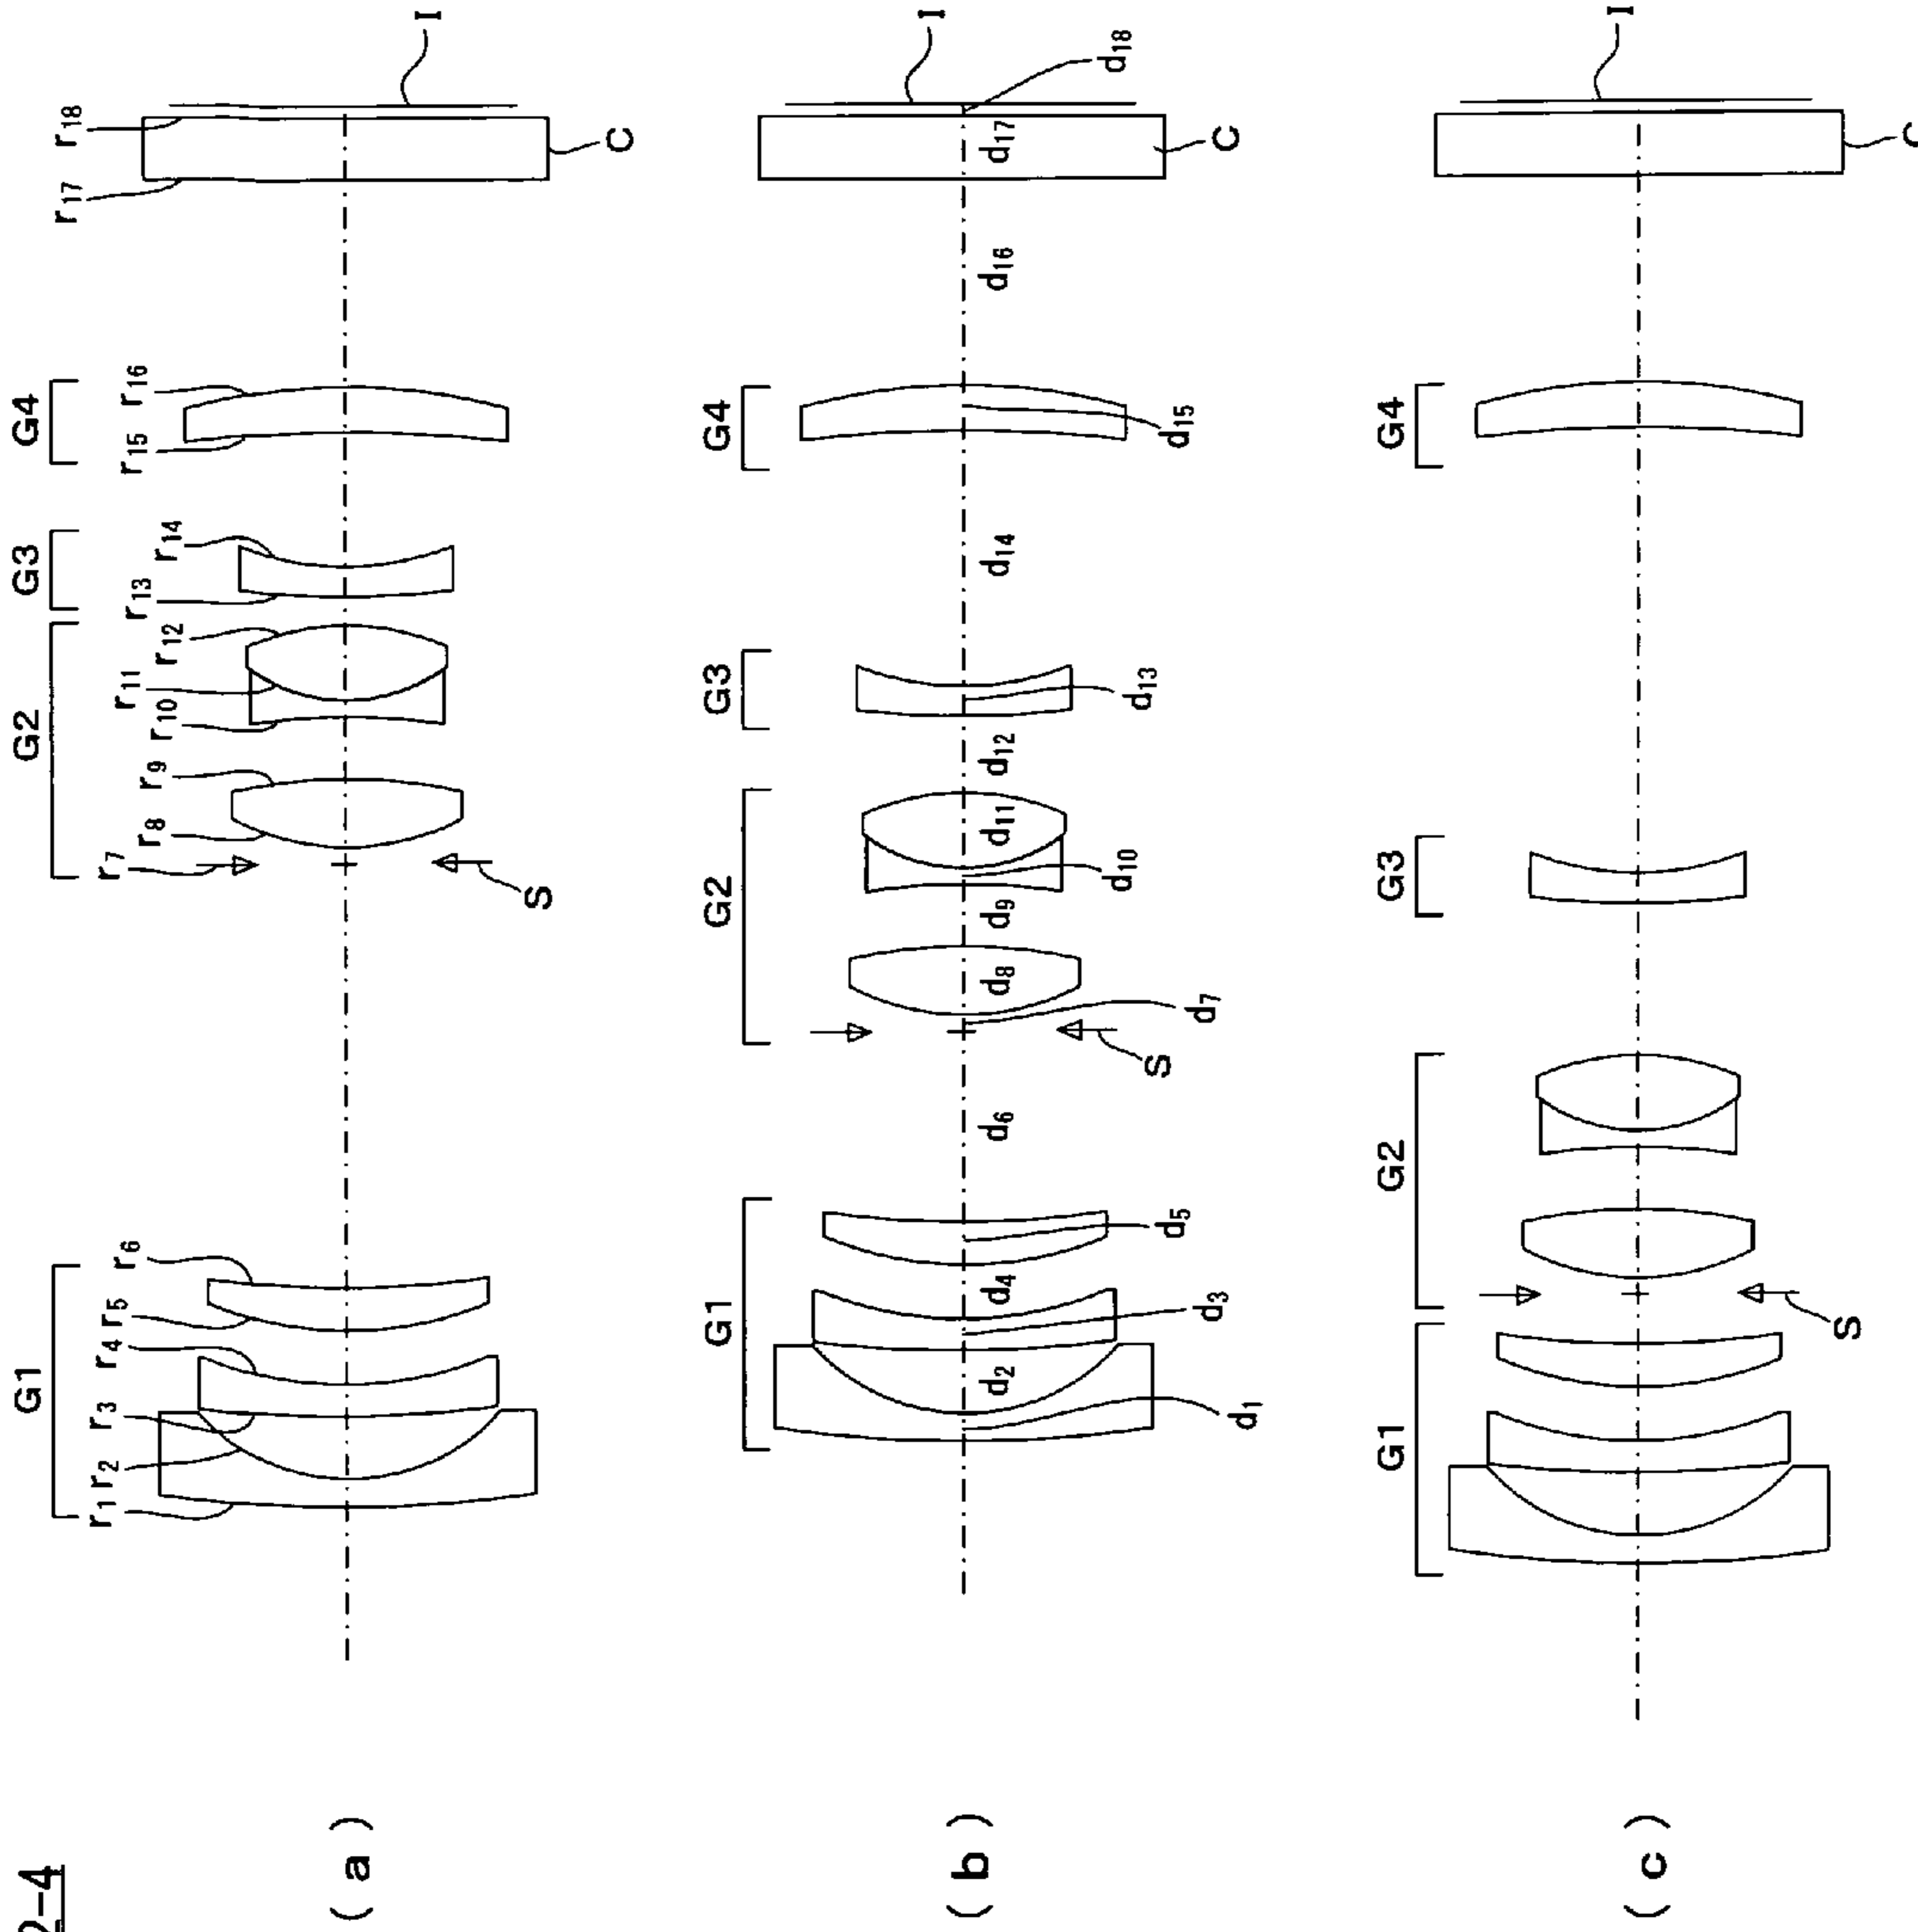 2-4
(a)
G1 G2 G3 G4
r1 r2 r3 r4 r5 r6 r7 r8 r9 r10 r11 r12 r13 r14 r15 r16 r17 r18
S C I
(b)
G1 G2 G3 G4
d1 d2 d3 d4 d5 d6 d7 d8 d9 d10 d11 d12 d13 d14 d15 d16 d17 d18
S C I
(c)
G1 G2 G3 G4
S C I